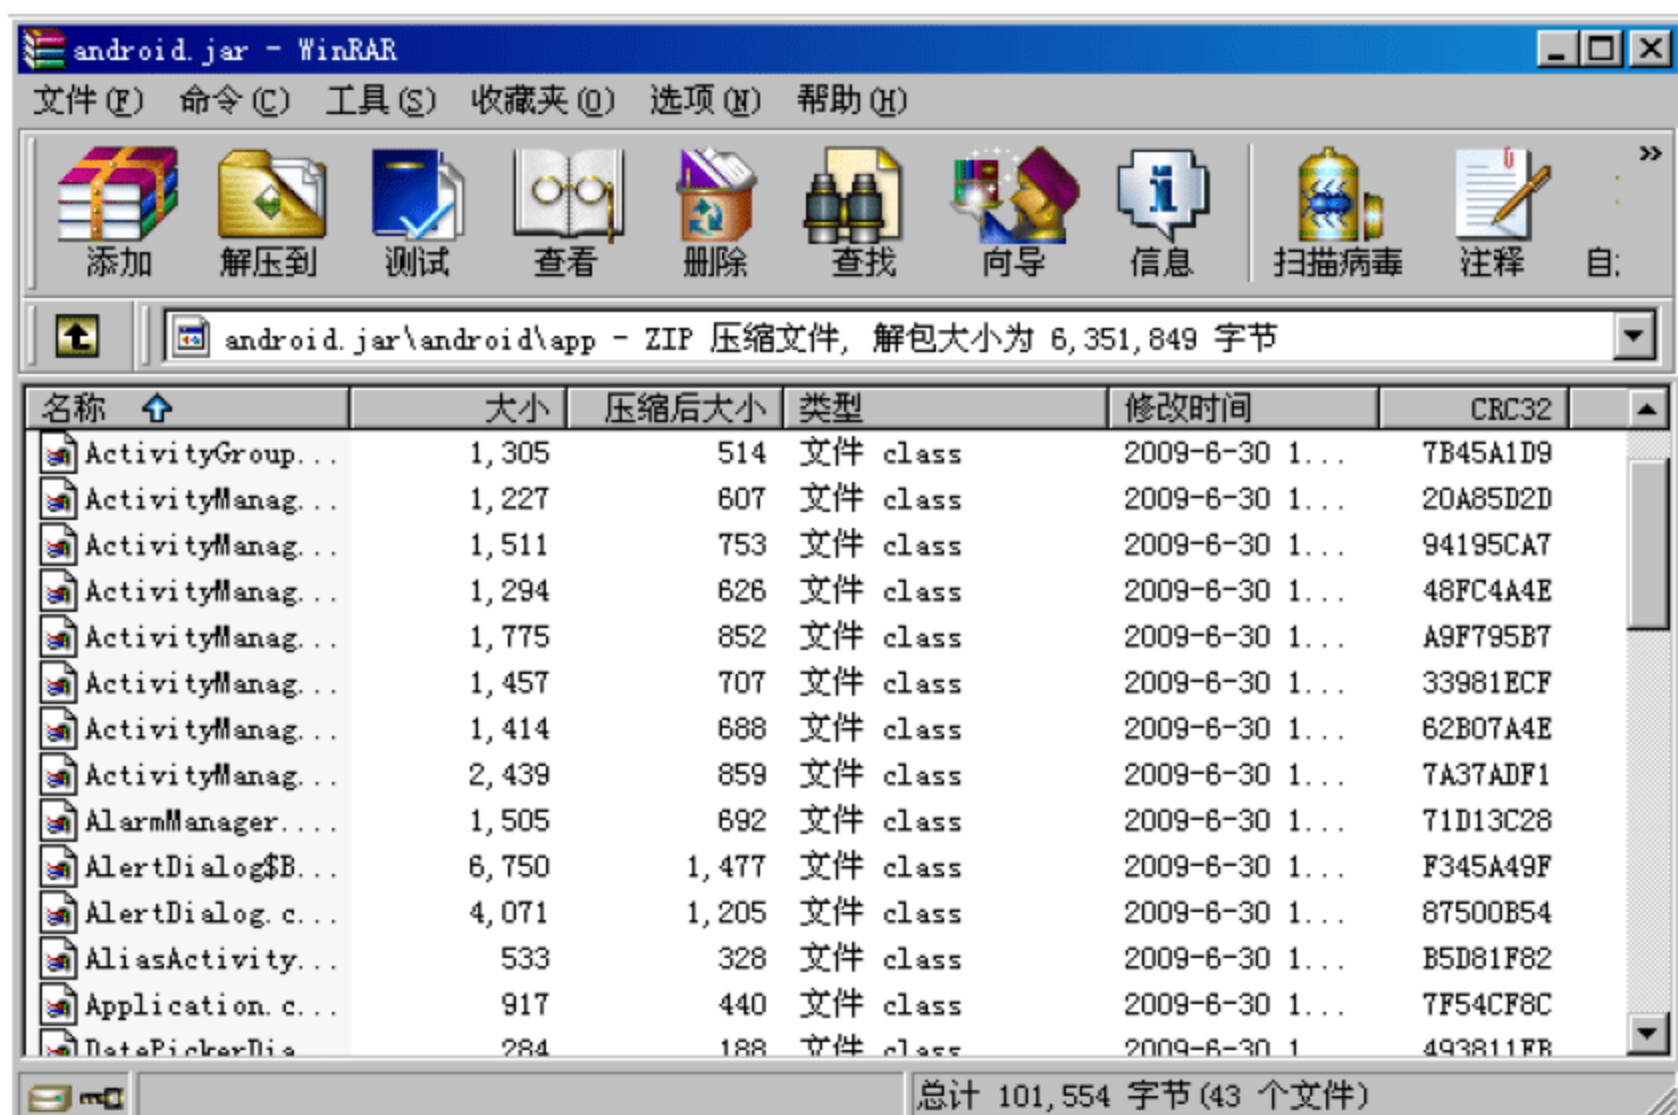 android.jar - WinRAR
文件(F) 命令(C) 工具(S) 收藏夹(O) 选项(N) 帮助(H)
添加 解压到 测试 查看 删除 查找 向导 信息 扫描病毒 注释 自
android.jar\android\app - ZIP 压缩文件, 解包大小为 6,351,849 字节
名称 大小 压缩后大小 类型 修改时间 CRC32
ActivityGroup... 1,305 514 文件 class 2009-6-30 1... 7B45A1D9
ActivityManag... 1,227 607 文件 class 2009-6-30 1... 20A85D2D
ActivityManag... 1,511 753 文件 class 2009-6-30 1... 94195CA7
ActivityManag... 1,294 626 文件 class 2009-6-30 1... 48FC4A4E
ActivityManag... 1,775 852 文件 class 2009-6-30 1... A9F795B7
ActivityManag... 1,457 707 文件 class 2009-6-30 1... 33981ECF
ActivityManag... 1,414 688 文件 class 2009-6-30 1... 62B07A4E
ActivityManag... 2,439 859 文件 class 2009-6-30 1... 7A37ADF1
AlarmManager.... 1,505 692 文件 class 2009-6-30 1... 71D13C28
AlertDialog$B... 6,750 1,477 文件 class 2009-6-30 1... F345A49F
AlertDialog.c... 4,071 1,205 文件 class 2009-6-30 1... 87500B54
AliasActivity... 533 328 文件 class 2009-6-30 1... B5D81F82
Application.c... 917 440 文件 class 2009-6-30 1... 7F54CF8C
DatePickerDia 284 188 文件 class 2009-6-30 1 493811FB
总计 101,554 字节(43 个文件)